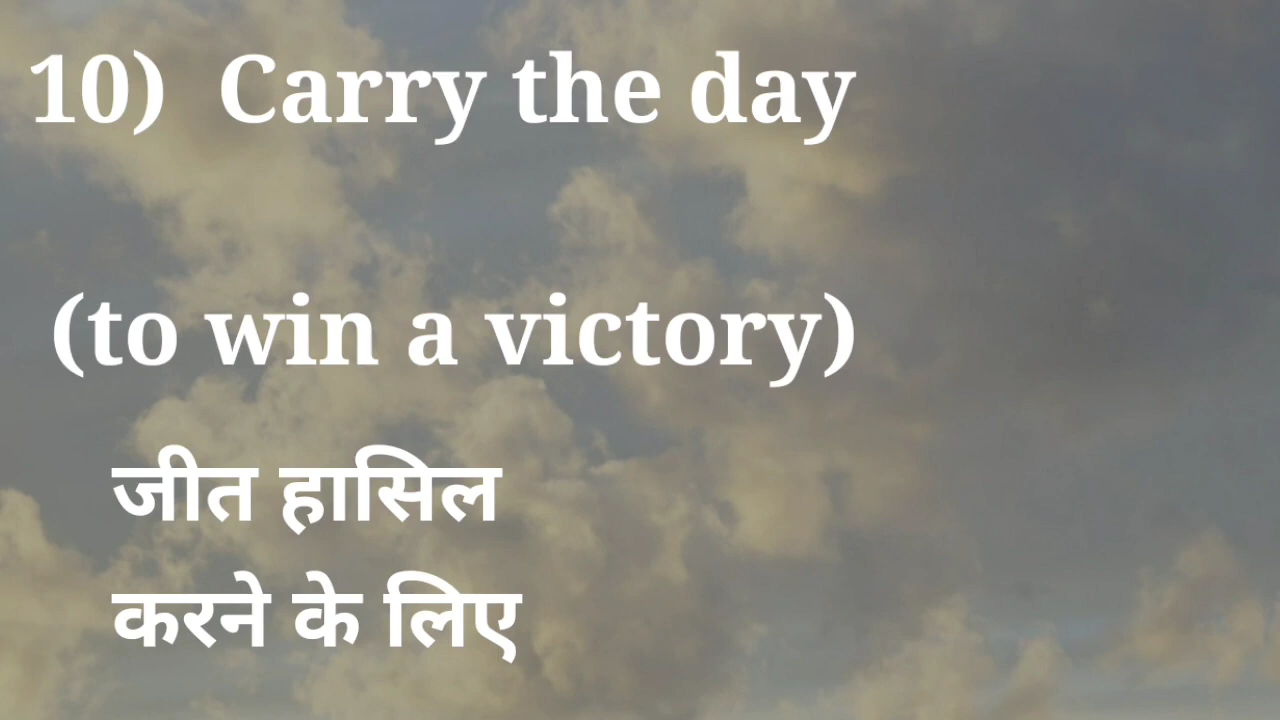 10) Carry the day
(to win a victory)
जीत हासिल
करने के लिए